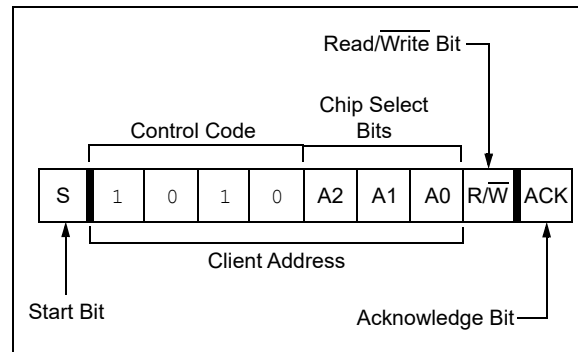 Read/Write Bit
Chip Select
Bits
Control Code
S 1 0 1 0 A2 A1 A0 R/W ACK
Client Address
Start Bit
Acknowledge Bit